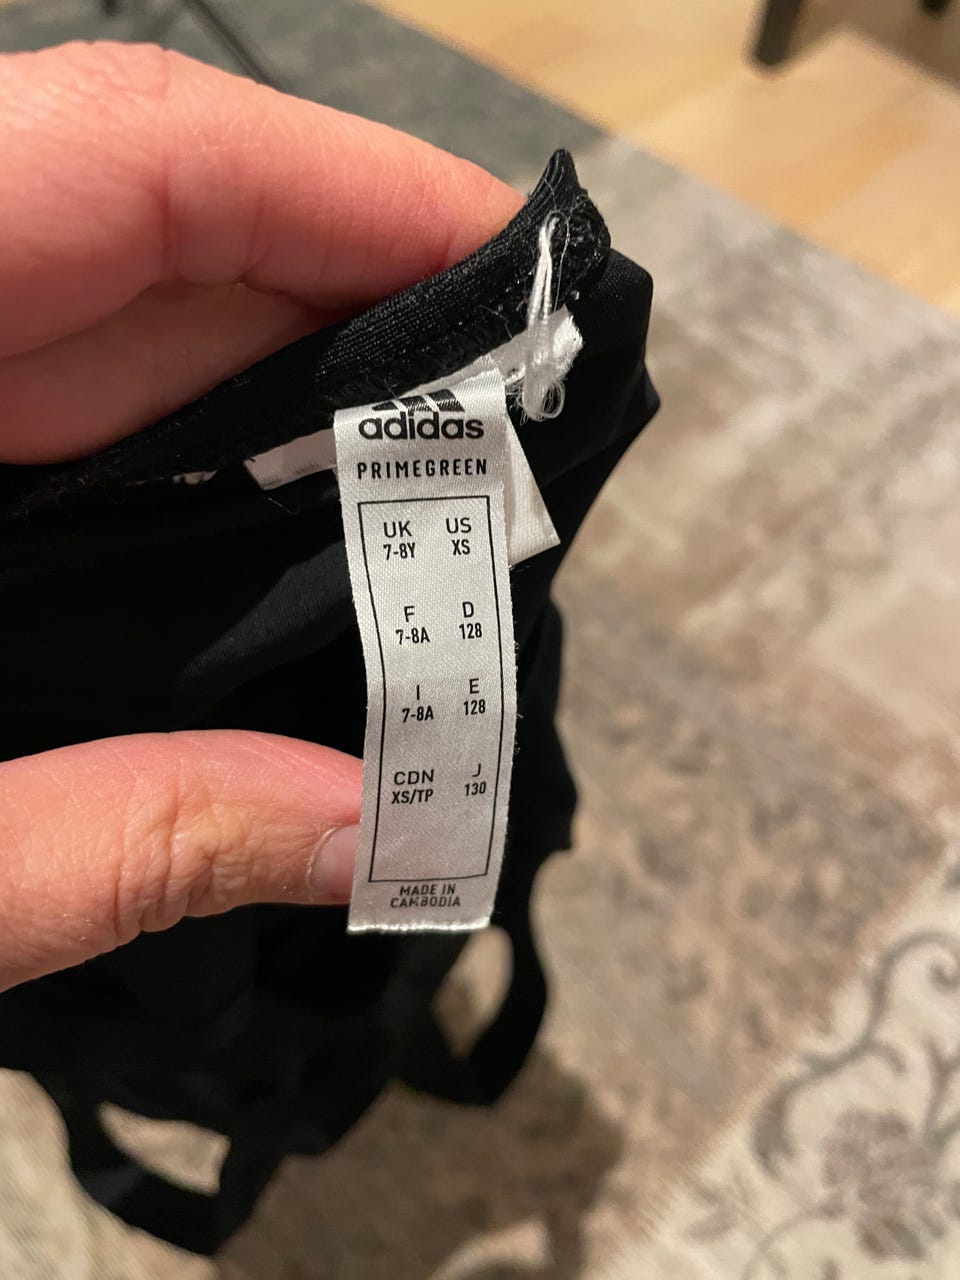 adidas
PRIMEGREEN
UK US
7-8Y XS
F D
7-8A 128
I E
7-8A 128
CDN J
XS/TP 130
MADE IN
CAMBODIA